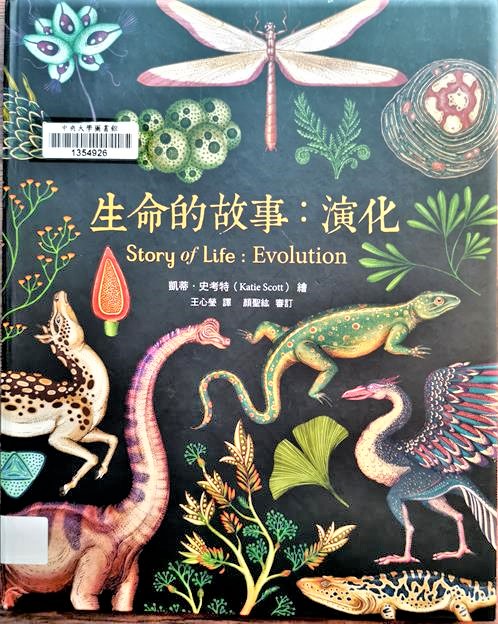 中央大學圖書館
1354926
生命的故事：演化
Story of Life : Evolution
凱蒂・史考特（Katie Scott）繪
王心瑩 譯 顏聖紘 審訂